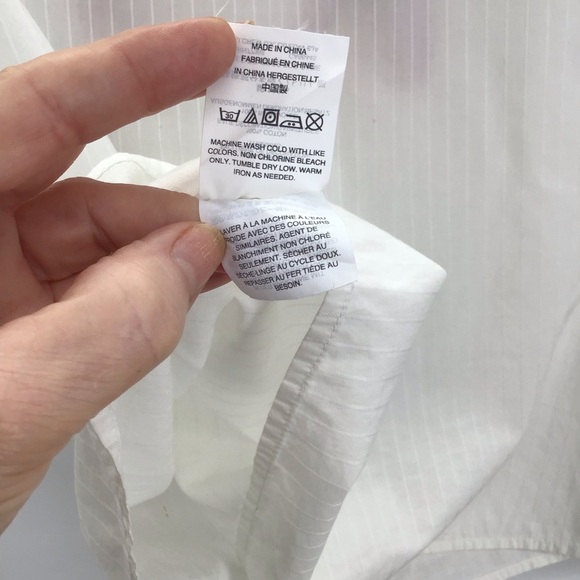 MADE IN CHINA
FABRIQUÉ EN CHINE
IN CHINA HERGESTELLT
中国製
30
MACHINE WASH COLD WITH LIKE
COLORS. NON CHLORINE BLEACH
ONLY. TUMBLE DRY LOW. WARM
IRON AS NEEDED.
LAVER À LA MACHINE À L'EAU
FROIDE AVEC DES COULEURS
SIMILAIRES. AGENT DE
BLANCHIMENT NON CHLORÉ
SEULEMENT. SÉCHER AU
SÈCHE-LINGE AU CYCLE DOUX.
REPASSER AU FER TIÈDE AU
BESOIN.